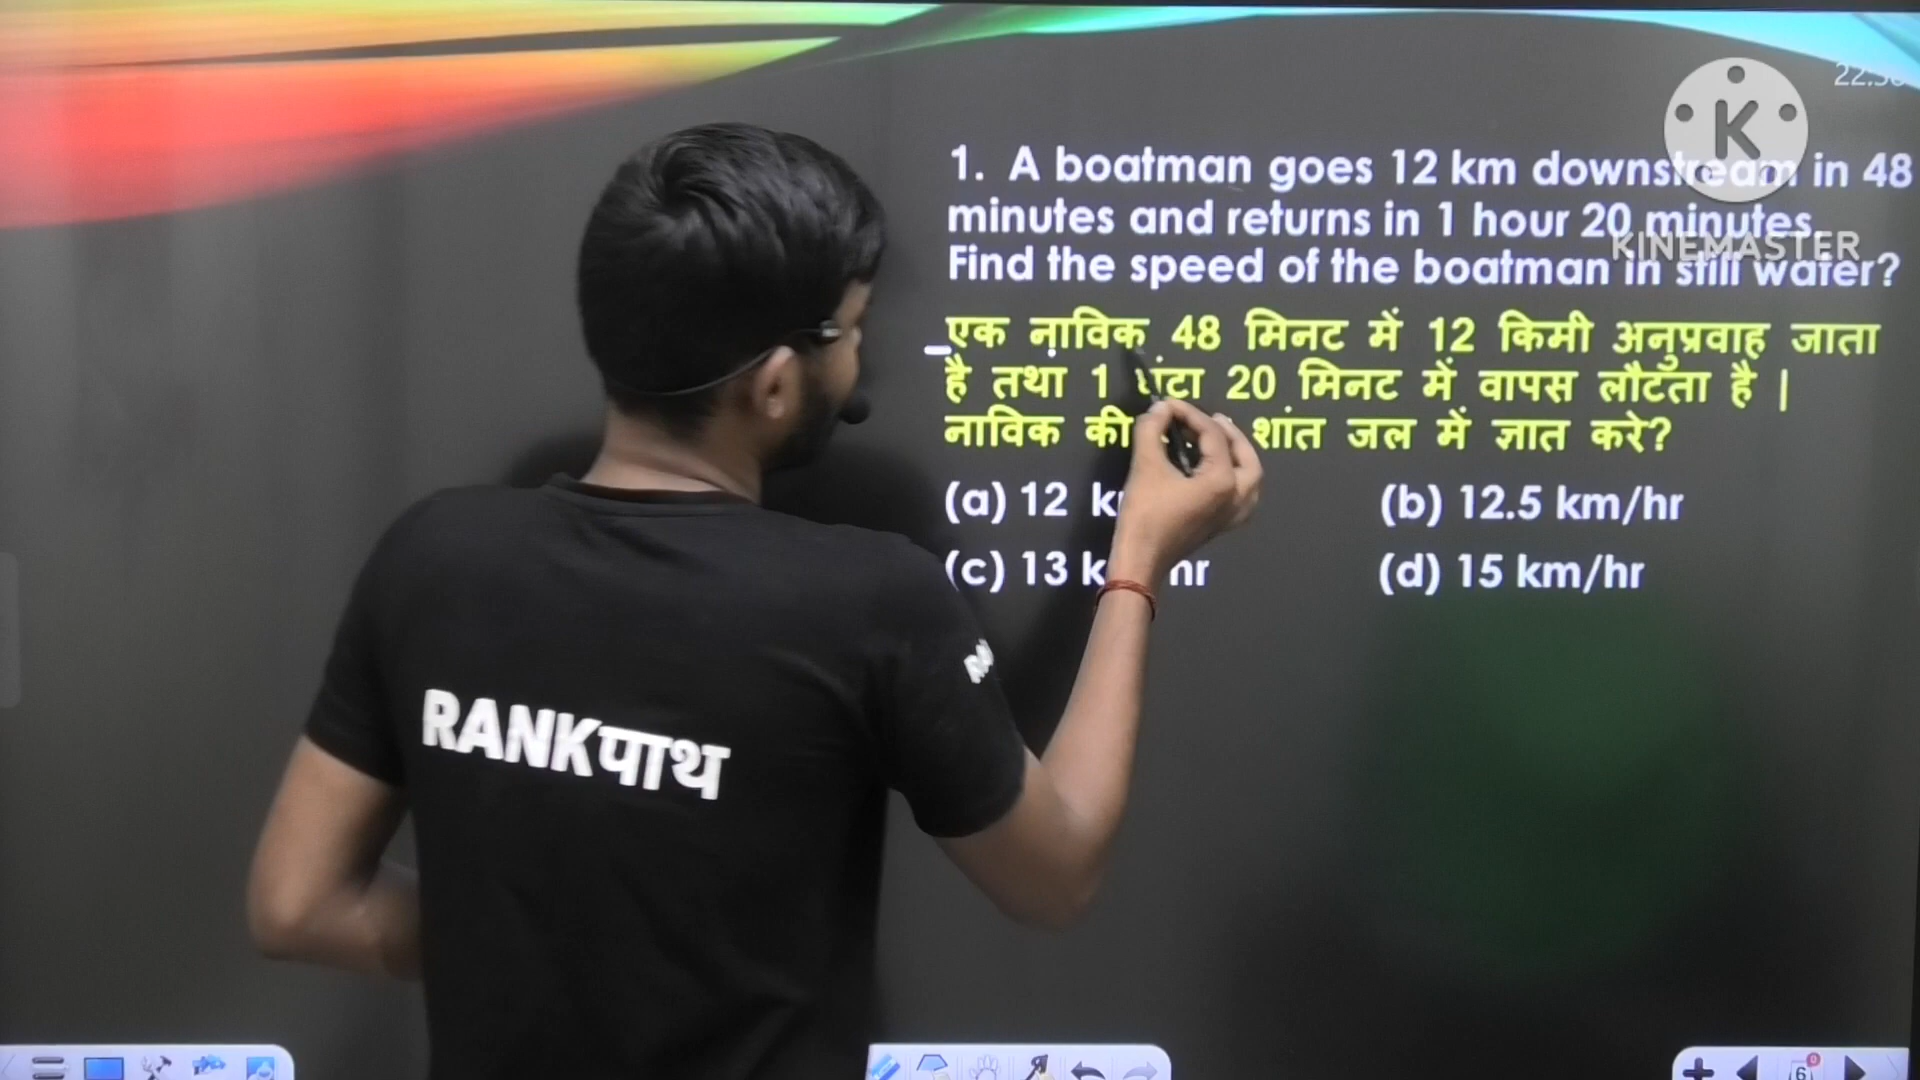 22:58
K
KINEMASTER
1. A boatman goes 12 km downstream in 48
minutes and returns in 1 hour 20 minutes.
Find the speed of the boatman in still water?
एक नाविक 48 मिनट में 12 किमी अनुप्रवाह जाता
है तथा 1 घंटा 20 मिनट में वापस लौटता है |
नाविक की शांत जल में ज्ञात करे?
(a) 12 (b) 12.5 km/hr
(c) 13 (d) 15 km/hr
RANKपाथ
6